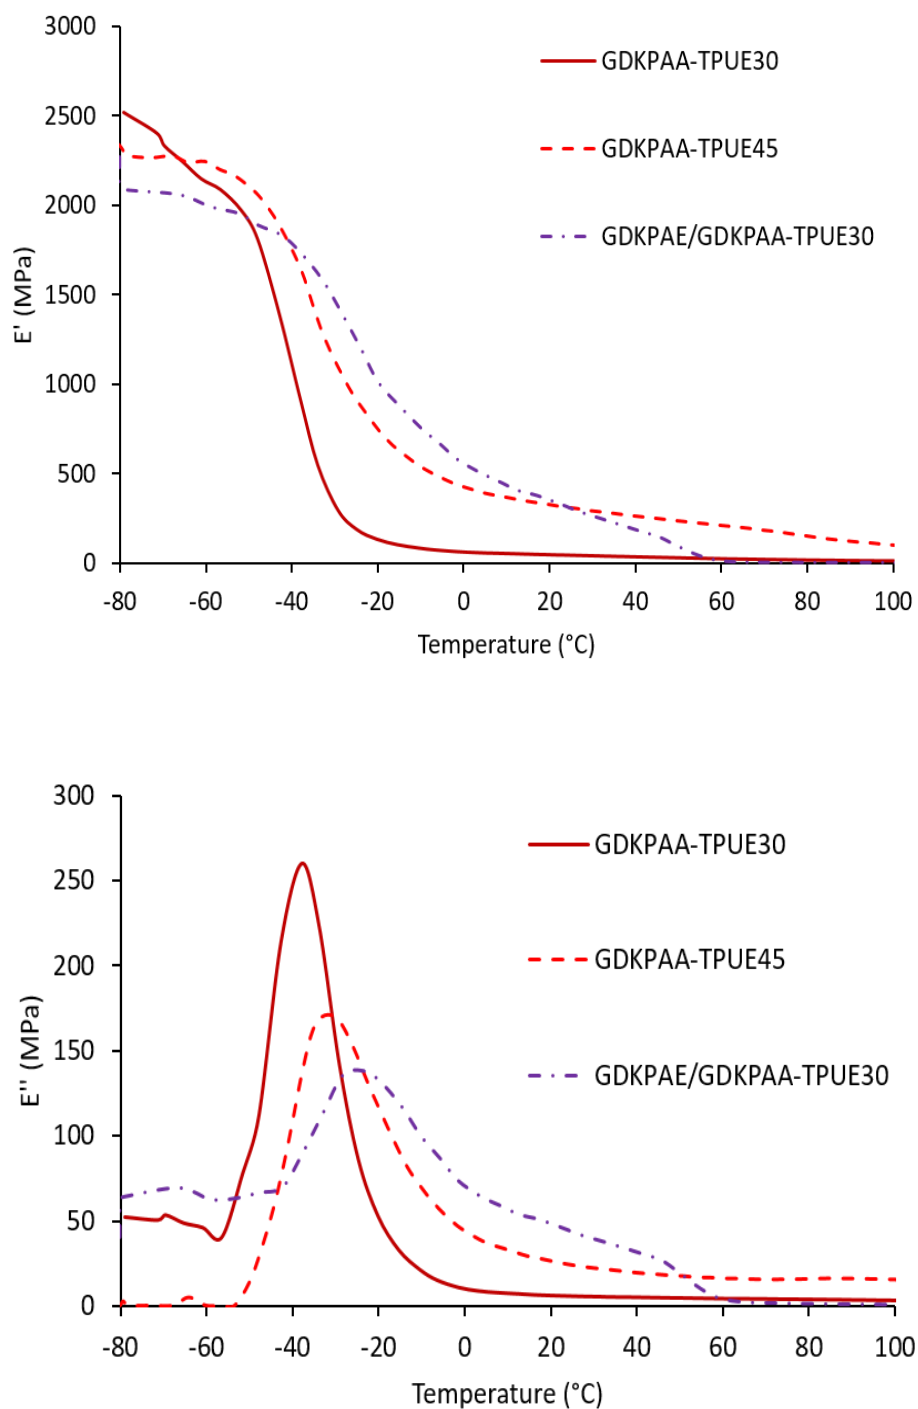 3000
2500
2000
1500
1000
500
0
E' (MPa)
GDKPAA-TPUE30
GDKPAA-TPUE45
GDKPAE/GDKPAA-TPUE30
-80 -60 -40 -20 0 20 40 60 80 100
Temperature (°C)
300
250
200
150
100
50
0
E'' (MPa)
GDKPAA-TPUE30
GDKPAA-TPUE45
GDKPAE/GDKPAA-TPUE30
-80 -60 -40 -20 0 20 40 60 80 100
Temperature (°C)